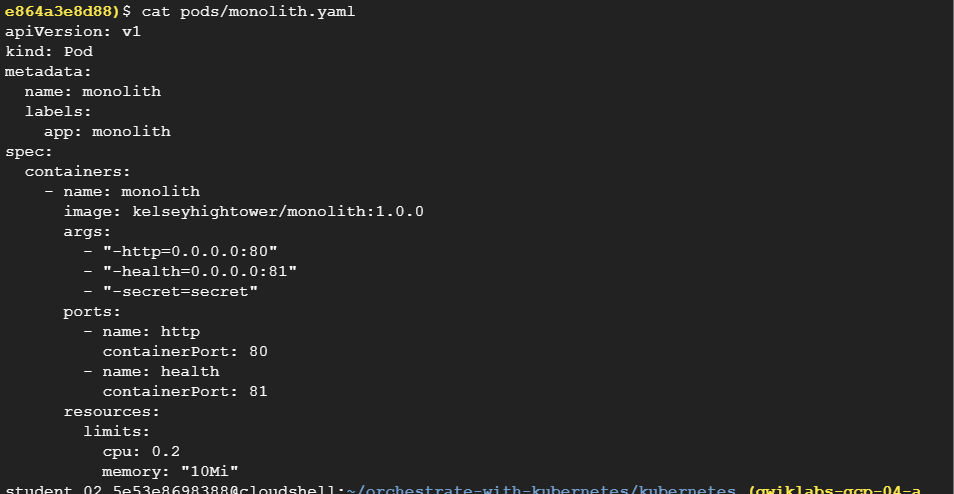 e864a3e8d88)$ cat pods/monolith.yaml
apiVersion: v1
kind: Pod
metadata:
  name: monolith
  labels:
    app: monolith
spec:
  containers:
    - name: monolith
      image: kelseyhightower/monolith:1.0.0
      args:
        - "-http=0.0.0.0:80"
        - "-health=0.0.0.0:81"
        - "-secret=secret"
      ports:
        - name: http
          containerPort: 80
        - name: health
          containerPort: 81
      resources:
        limits:
          cpu: 0.2
          memory: "10Mi"
student_02_5e53e8698388@cloudshell:~/orchestrate-with-kubernetes/kubernetes (qwiklabs-gcp-04-a